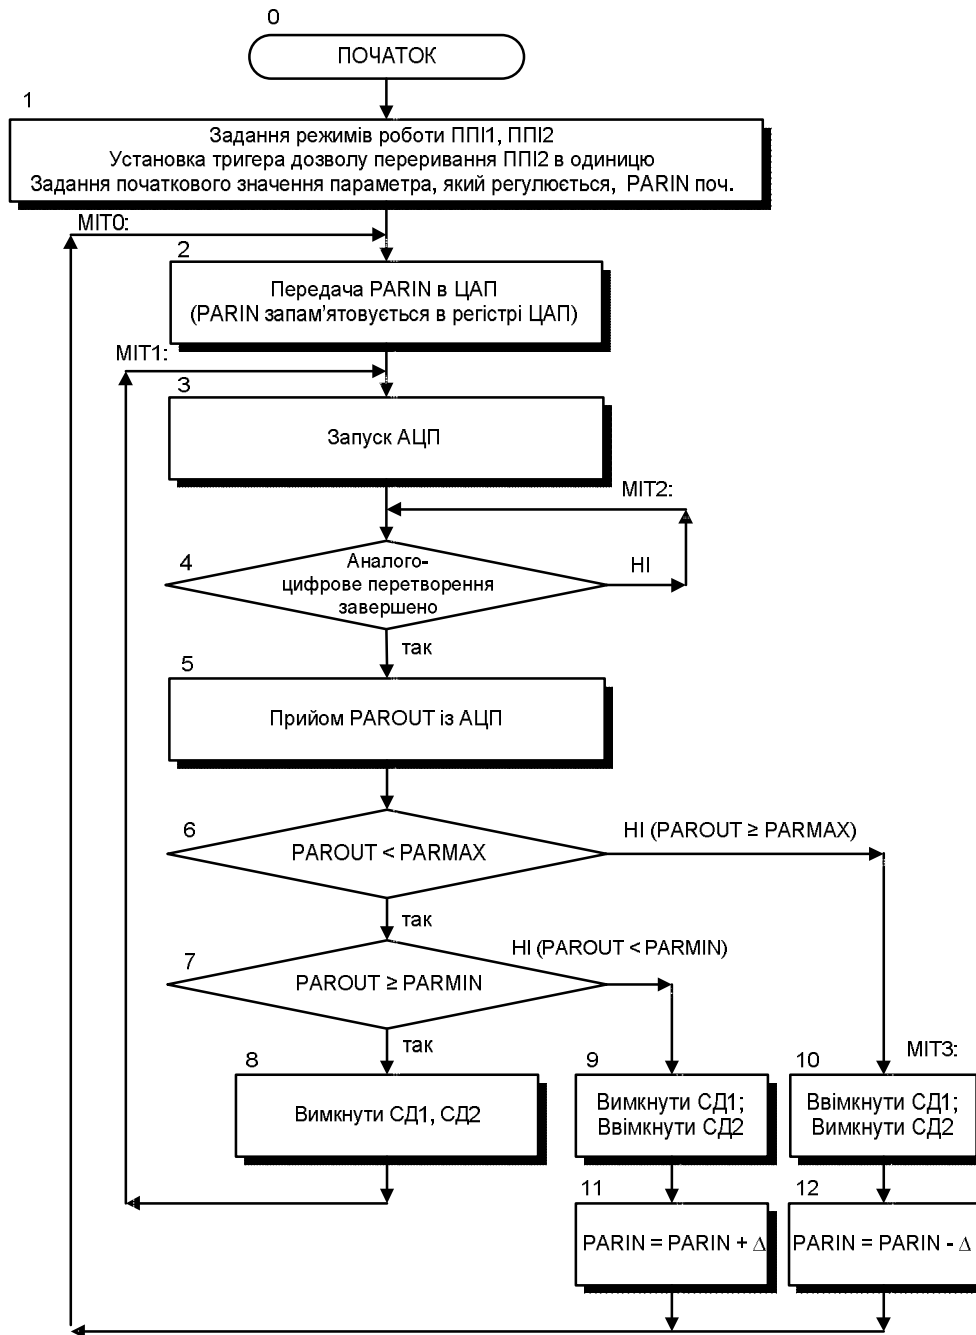 0
ПОЧАТОК
1
Задання режимів роботи ППІ1, ППІ2
Установка тригера дозволу переривання ППІ2 в одиницю
Задання початкового значення параметра, який регулюється, PARIN поч.
МІТ0:
2
Передача PARIN в ЦАП
(PARIN запам'ятовується в регістрі ЦАП)
МІТ1:
3
Запуск АЦП
МІТ2:
4
Аналого-
цифрове перетворення
завершено
НІ
так
5
Прийом PAROUT із АЦП
6
PAROUT < PARMAX
НІ (PAROUT ≥ PARMAX)
так
7
PAROUT ≥ PARMIN
НІ (PAROUT < PARMIN)
так
8
Вимкнути СД1, СД2
9
Вимкнути СД1;
Ввімкнути СД2
10
МІТ3:
Ввімкнути СД1;
Вимкнути СД2
11
PARIN = PARIN + Δ
12
PARIN = PARIN - Δ